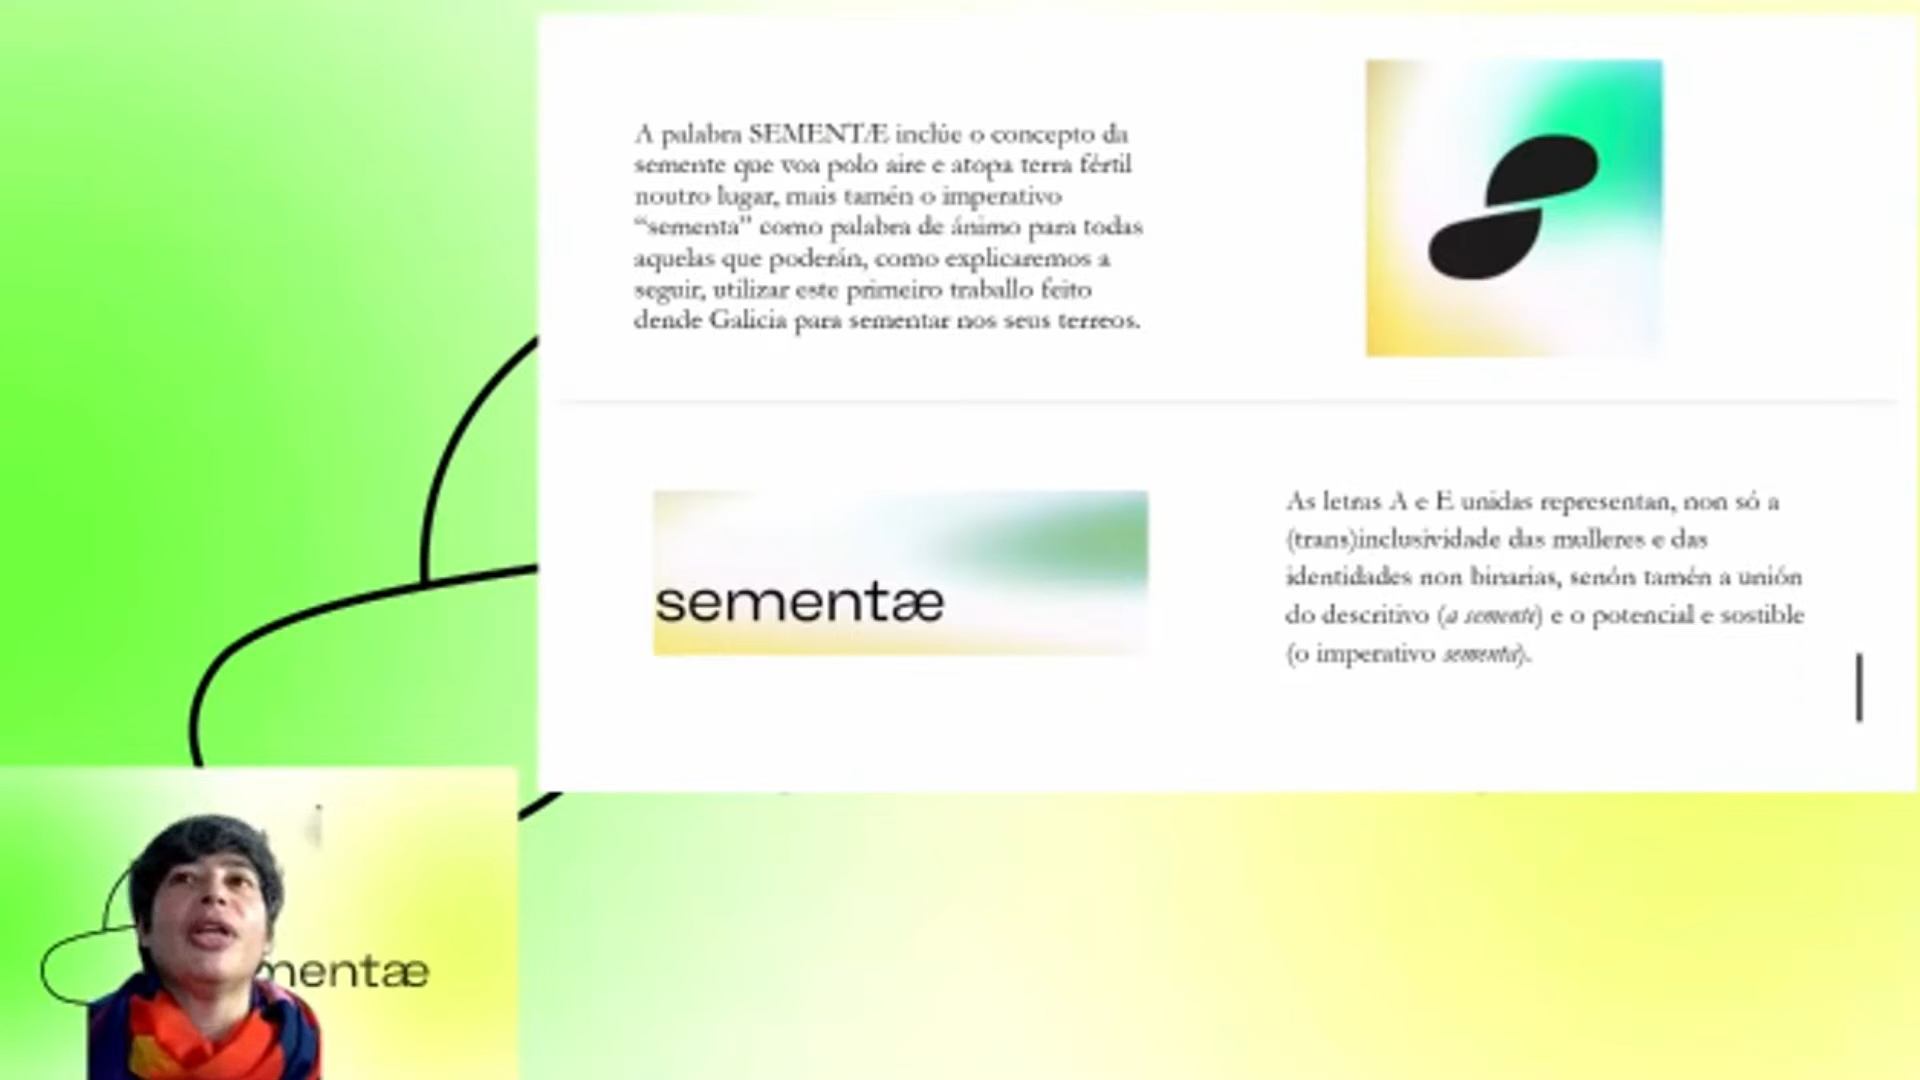 A palabra SEMENTÆ inclúe o concepto da
semente que voa polo aire e atopa terra fértil
noutro lugar, mais tamén o imperativo
“sementa” como palabra de ánimo para todas
aquelas que poderán, como explicaremos a
seguir, utilizar este primeiro traballo feito
dende Galicia para sementar nos seus terreos.
sementæ
As letras A e E unidas representan, non só a
(trans)inclusividade das mulleres e das
identidades non binarias, senón tamén a unión
do descritivo (a semente) e o potencial e sostible
(o imperativo sementa).
mentæ